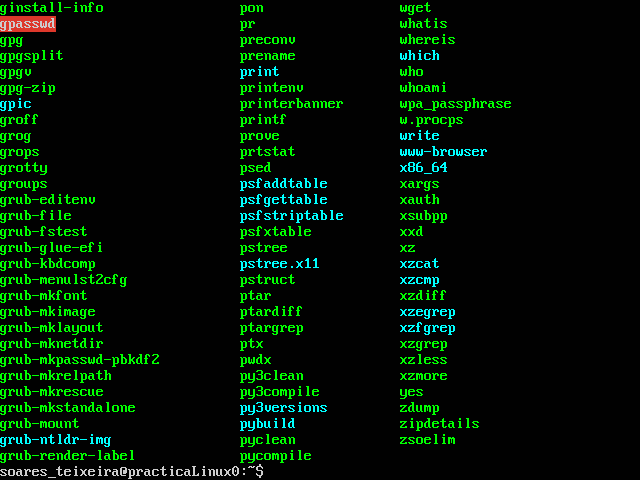 ginstall-info pon wget
gpasswd pr whatis
gpg preconv whereis
gpgsplit prename which
gpgv print who
gpg-zip printenv whoami
gpic printerbanner wpa_passphrase
groff printf w.procps
grog prove write
grops prtstat www-browser
grotty psed x86_64
groups psfaddtable xargs
grub-editenv psfgettable xauth
grub-file psfstriptable xsubpp
grub-fstest psfxtable xxd
grub-glue-efi pstree xz
grub-kbdcomp pstree.x11 xzcat
grub-menulst2cfg pstruct xzcmp
grub-mkfont ptar xzdiff
grub-mkimage ptardiff xzegrep
grub-mklayout ptargrep xzfgrep
grub-mknetdir ptx xzgrep
grub-mkpasswd-pbkdf2 pwdx xzless
grub-mkrelpath py3clean xzmore
grub-mkrescue py3compile yes
grub-mkstandalone py3versions zdump
grub-mount pybuild zipdetails
grub-ntldr-img pyclean zsoelim
grub-render-label pycompile
soares_teixeira@practicaLinux0:~$